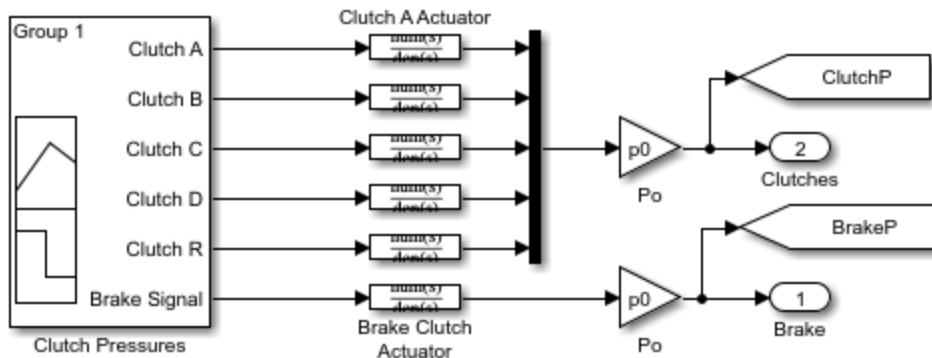 Group 1
Clutch A
Clutch B
Clutch C
Clutch D
Clutch R
Brake Signal
Clutch Pressures
Clutch A Actuator
num(s)
den(s)
num(s)
den(s)
num(s)
den(s)
num(s)
den(s)
num(s)
den(s)
num(s)
den(s)
Brake Clutch
Actuator
p0
Po
ClutchP
2
Clutches
p0
Po
BrakeP
1
Brake